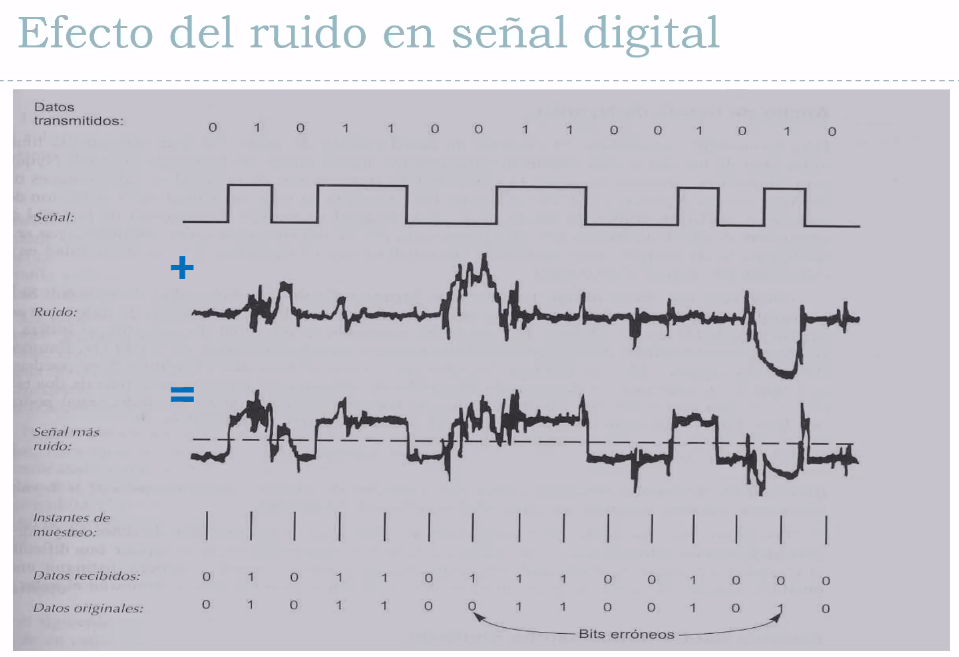 Efecto del ruido en señal digital
Datos
transmitidos:
0 1 0 1 1 0 0 1 1 0 0 1 0 1 0
Señal:
+
Ruido:
=
Señal más
ruido:
Instantes de
muestreo:
Datos recibidos: 0 1 0 1 1 0 1 1 1 0 0 1 0 0 0
Datos originales: 0 1 0 1 1 0 0 1 1 0 0 1 0 1 0
Bits erróneos